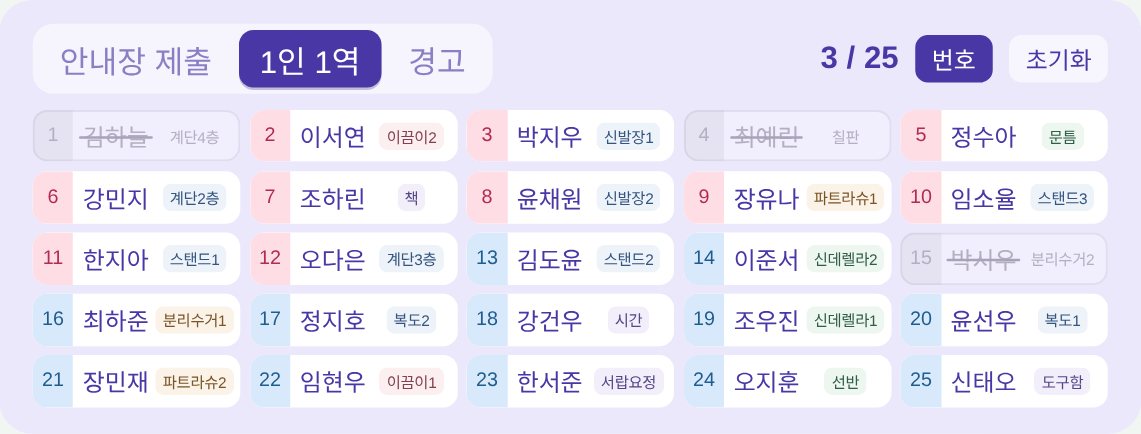 안내장 제출 1인 1역 경고 3 / 25 번호 초기화
1 김하늘 계단4층 2 이서연 이끔이2 3 박지우 신발장1 4 최예린 칠판 5 정수아 문틈
6 강민지 계단2층 7 조하린 책 8 윤채원 신발장2 9 장유나 파트라슈1 10 임소율 스탠드3
11 한지아 스탠드1 12 오다은 계단3층 13 김도윤 스탠드2 14 이준서 신데렐라2 15 박시우 분리수거2
16 최하준 분리수거1 17 정지호 복도2 18 강건우 시간 19 조우진 신데렐라1 20 윤선우 복도1
21 장민재 파트라슈2 22 임현우 이끔이1 23 한서준 서랍요정 24 오지훈 선반 25 신태오 도구함